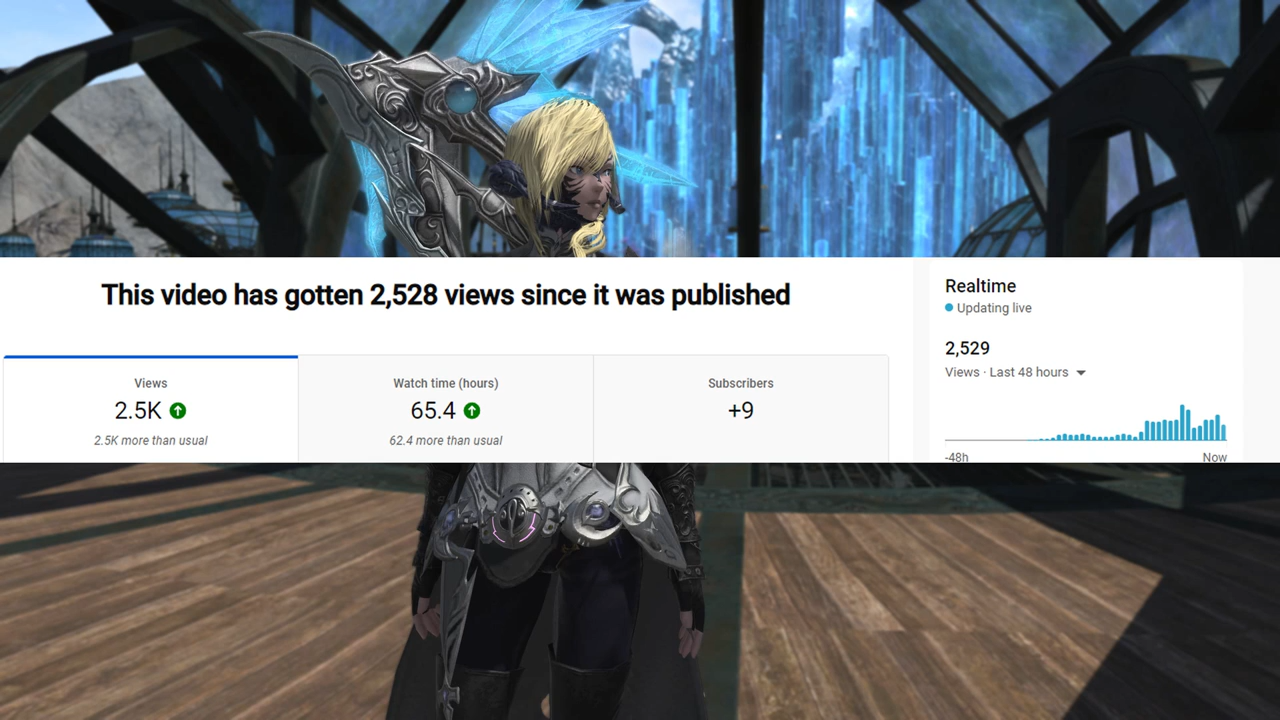 This video has gotten 2,528 views since it was published
Views
2.5K
2.5K more than usual
Watch time (hours)
65.4
62.4 more than usual
Subscribers
+9
Realtime
Updating live
2,529
Views · Last 48 hours
-48h
Now